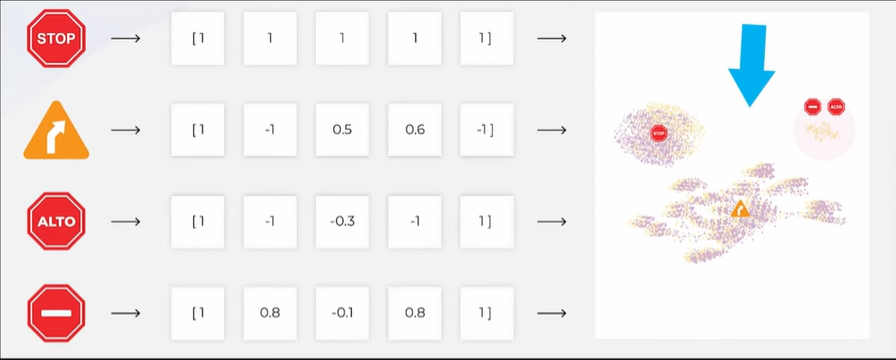 STOP [1 1 1 1 1]
[1 -1 0.5 0.6 -1]
ALTO [1 -1 -0.3 -1 1]
[1 0.8 -0.1 0.8 1]
ALTO
STOP